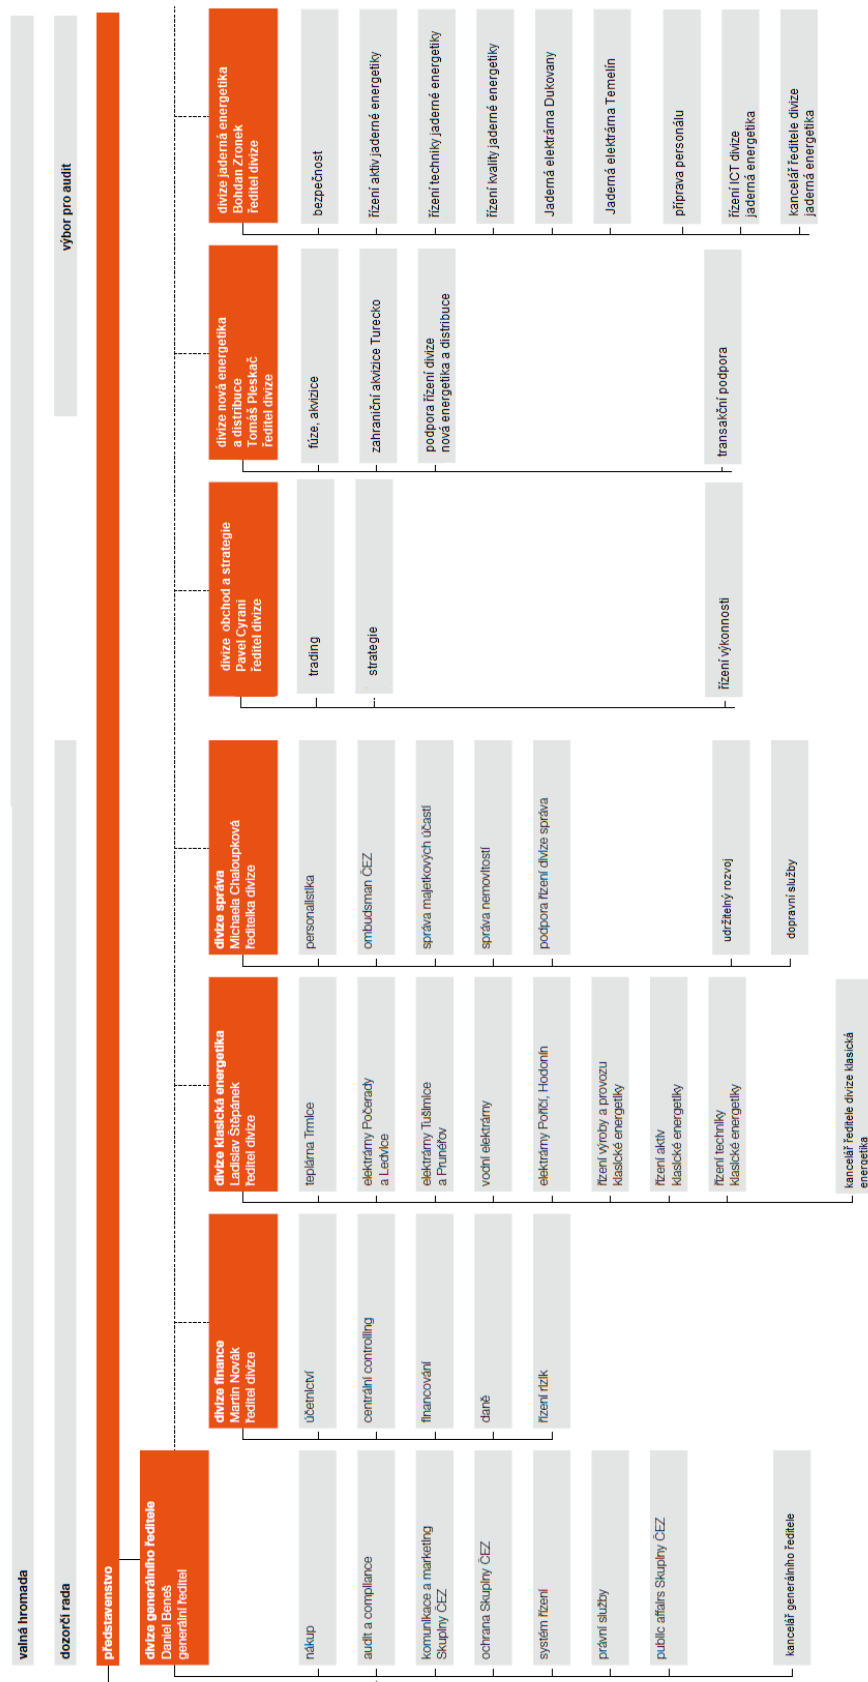 valná hromada
dozorčí rada
výbor pro audit
představenstvo
divize generálního ředitele
Daniel Beneš
generální ředitel
nákup
audit a compliance
komunikace a marketing
Skupiny ČEZ
ochrana Skupiny ČEZ
systém řízení
právní služby
public affairs Skupiny ČEZ
kancelář generálního ředitele
divize finance
Martin Novák
ředitel divize
účetnictví
centrální controlling
financování
daně
řízení rizik
divize klasická energetika
Ladislav Štěpánek
ředitel divize
teplárna Trmice
elektrárny Počerady
a Ledvice
elektrárny Tušimice
a Prunéřov
vodní elektrárny
elektrárny Poříčí, Hodonín
řízení výroby a provozu
klasické energetiky
řízení aktiv
klasické energetiky
řízení techniky
klasické energetiky
kancelář ředitele divize klasická
energetika
divize správa
Michaela Chaloupková
ředitelka divize
personalistika
ombudsman ČEZ
správa majetkových účastí
správa nemovitostí
podpora řízení divize správa
udržitelný rozvoj
dopravní služby
divize obchod a strategie
Pavel Cyrani
ředitel divize
trading
strategie
řízení výkonnosti
divize nová energetika
a distribuce
Tomáš Pleskač
ředitel divize
fúze, akvizice
zahraniční akvizice Turecko
podpora řízení divize
nová energetika a distribuce
transakční podpora
divize jaderná energetika
Bohdan Zronek
ředitel divize
bezpečnost
řízení aktiv jaderné energetiky
řízení techniky jaderné energetiky
řízení kvality jaderné energetiky
Jaderná elektrárna Dukovany
Jaderná elektrárna Temelín
příprava personálu
řízení ICT divize
jaderná energetika
kancelář ředitele divize
jaderná energetika